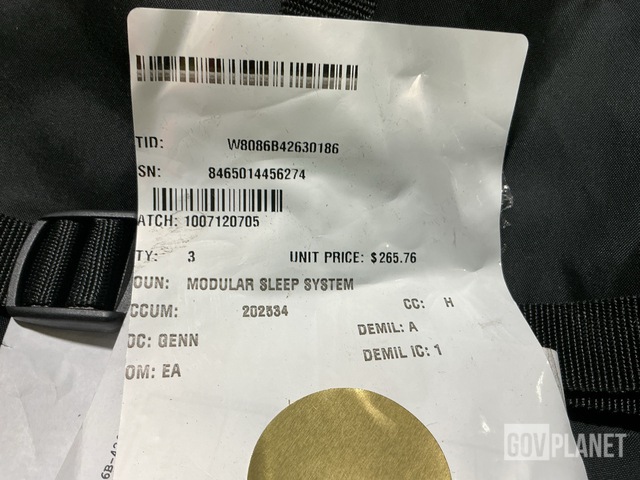 TID: W8086B42630186
SN: 8465014456274
ATCH: 1007120705
TY: 3 UNIT PRICE: $265.76
OUN: MODULAR SLEEP SYSTEM
CCUM: 202534 CC: H
OC: GENN DEMIL: A
OM: EA DEMIL IC: 1
GOVPLANET